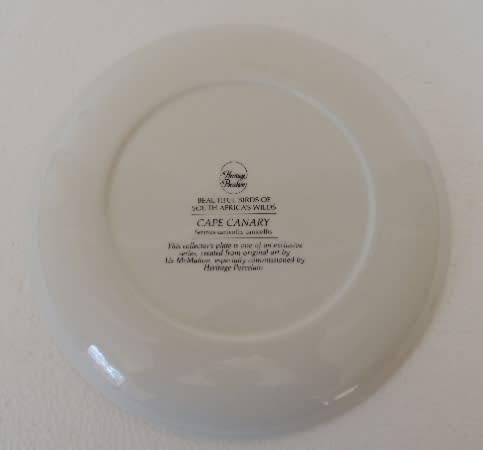 Heritage
Porcelain
BEAUTIFUL BIRDS OF
SOUTH AFRICA'S WILDS
CAPE CANARY
Serinus canicollis canicollis
This collector's plate is one of an exclusive
series, created from original art by
Liz McMahon, especially commissioned by
Heritage Porcelain